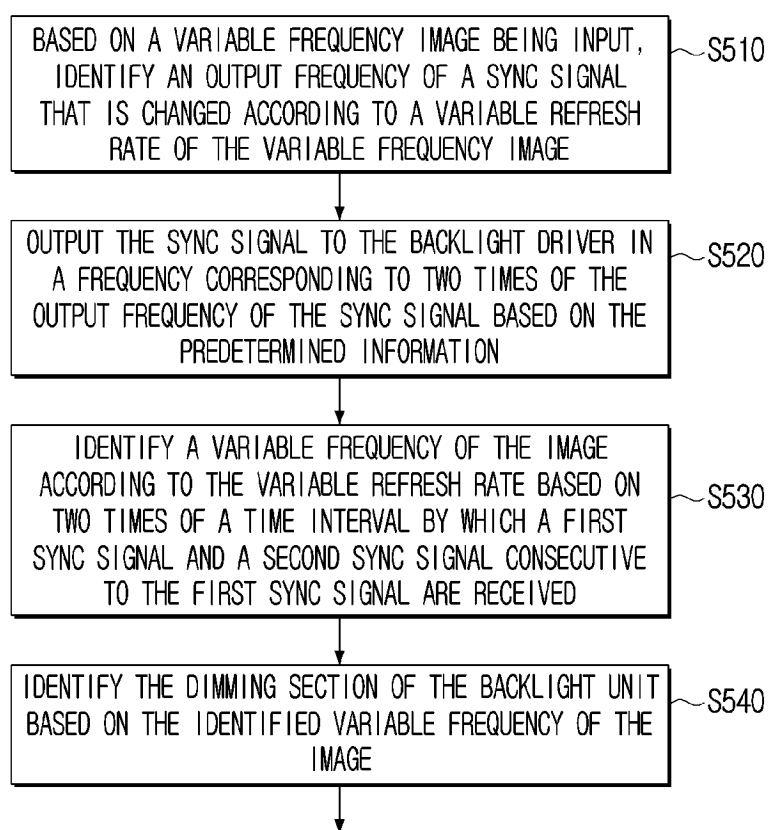 BASED ON A VARIABLE FREQUENCY IMAGE BEING INPUT,
IDENTIFY AN OUTPUT FREQUENCY OF A SYNC SIGNAL
THAT IS CHANGED ACCORDING TO A VARIABLE REFRESH
RATE OF THE VARIABLE FREQUENCY IMAGE
S510
OUTPUT THE SYNC SIGNAL TO THE BACKLIGHT DRIVER IN
A FREQUENCY CORRESPONDING TO TWO TIMES OF THE
OUTPUT FREQUENCY OF THE SYNC SIGNAL BASED ON THE
PREDETERMINED INFORMATION
S520
IDENTIFY A VARIABLE FREQUENCY OF THE IMAGE
ACCORDING TO THE VARIABLE REFRESH RATE BASED ON
TWO TIMES OF A TIME INTERVAL BY WHICH A FIRST
SYNC SIGNAL AND A SECOND SYNC SIGNAL CONSECUTIVE
TO THE FIRST SYNC SIGNAL ARE RECEIVED
S530
IDENTIFY THE DIMMING SECTION OF THE BACKLIGHT UNIT
BASED ON THE IDENTIFIED VARIABLE FREQUENCY OF THE
IMAGE
S540